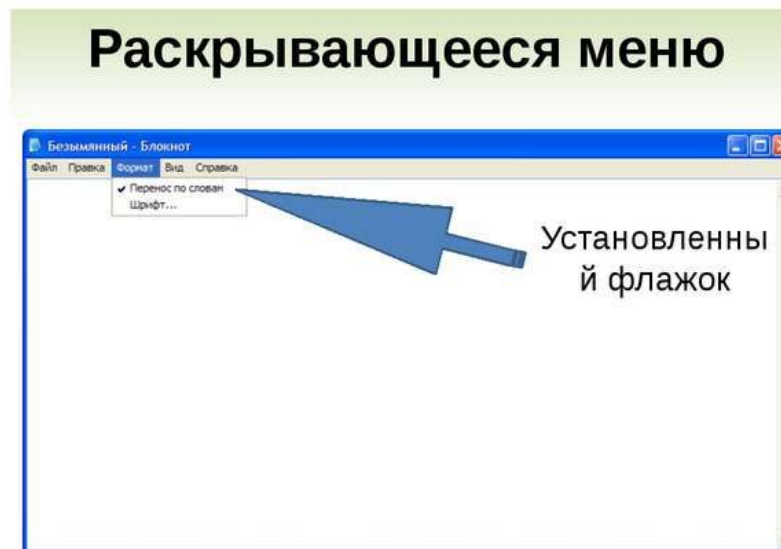 Раскрывающееся меню
Безымянный - Блокнот
Файл Правка Формат Вид Справка
Перенос по словам
Шрифт...
Установленны
й флажок